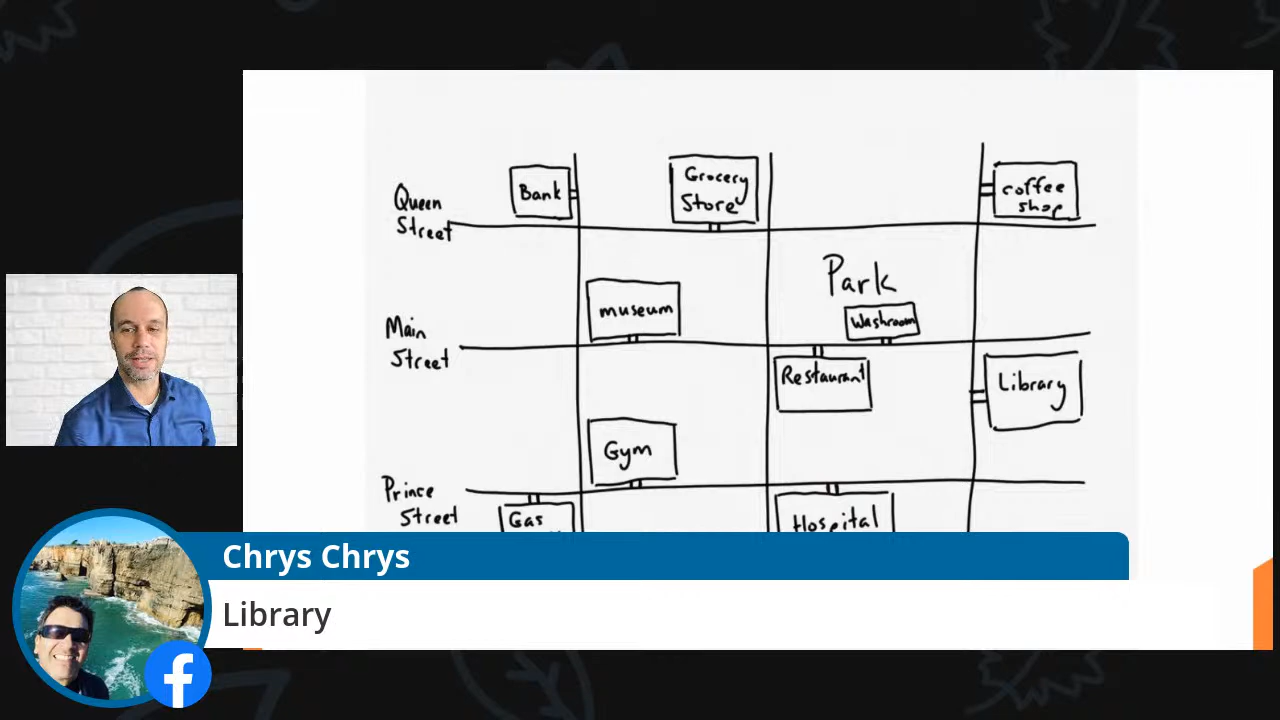 Bank
Grocery
Store
coffee
shop
Queen
Street
Park
museum
Washroom
Main
Street
Restaurant
Library
Gym
Prince
Street
Gas
Hospital
Chrys Chrys
Library